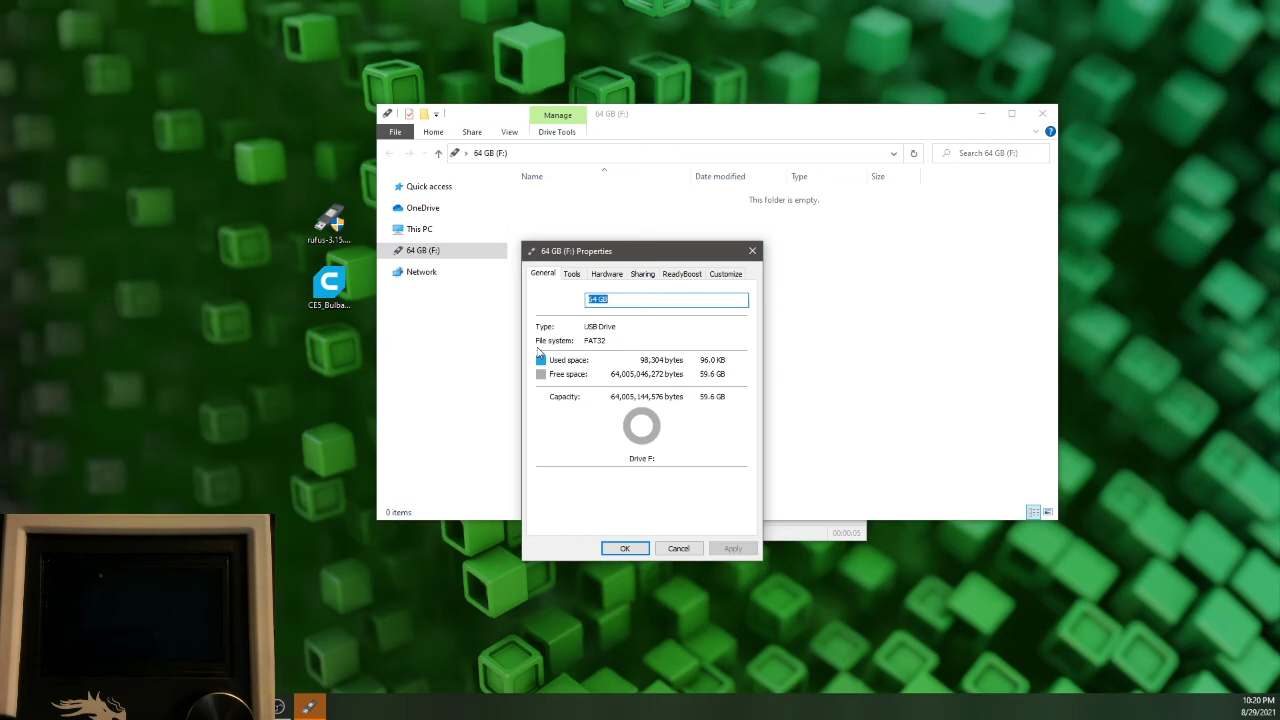 Manage
64 GB (F:)
File
Home
Share
View
Drive Tools
64 GB (F:)
Search 64 GB (F:)
Name
Date modified
Type
Size
This folder is empty.
Quick access
OneDrive
This PC
64 GB (F:)
Network
rufus-3.15....
CE5_Bulba...
64 GB (F:) Properties
General
Tools
Hardware
Sharing
ReadyBoost
Customize
64 GB
Type: USB Drive
File system: FAT32
Used space: 98,304 bytes 96.0 KB
Free space: 64,005,046,272 bytes 59.6 GB
Capacity: 64,005,144,576 bytes 59.6 GB
Drive F:
0 items
00:00:05
OK
Cancel
Apply
10:20 PM
8/29/2021